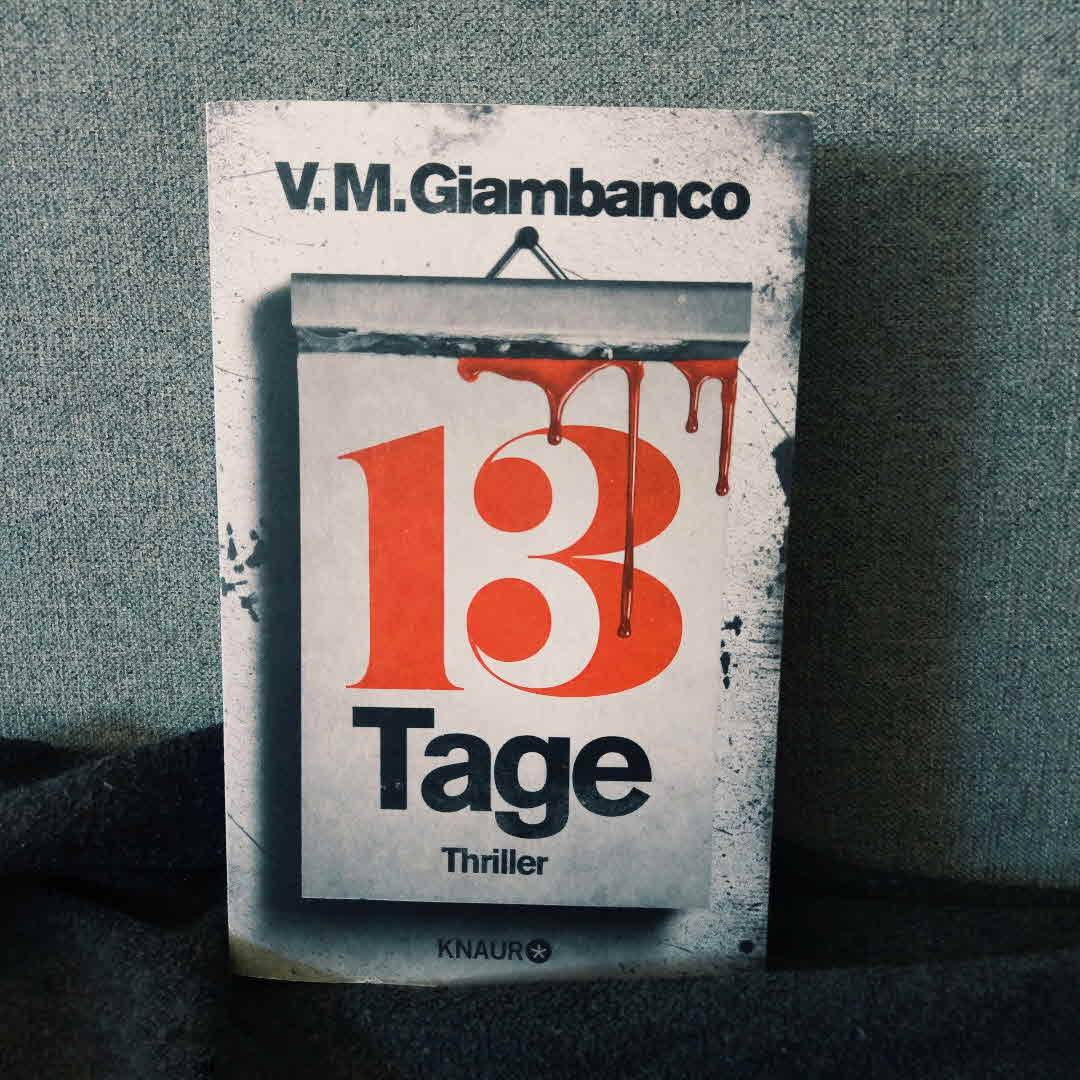 V. M. Giambanco
13
Tage
Thriller
KNAUR